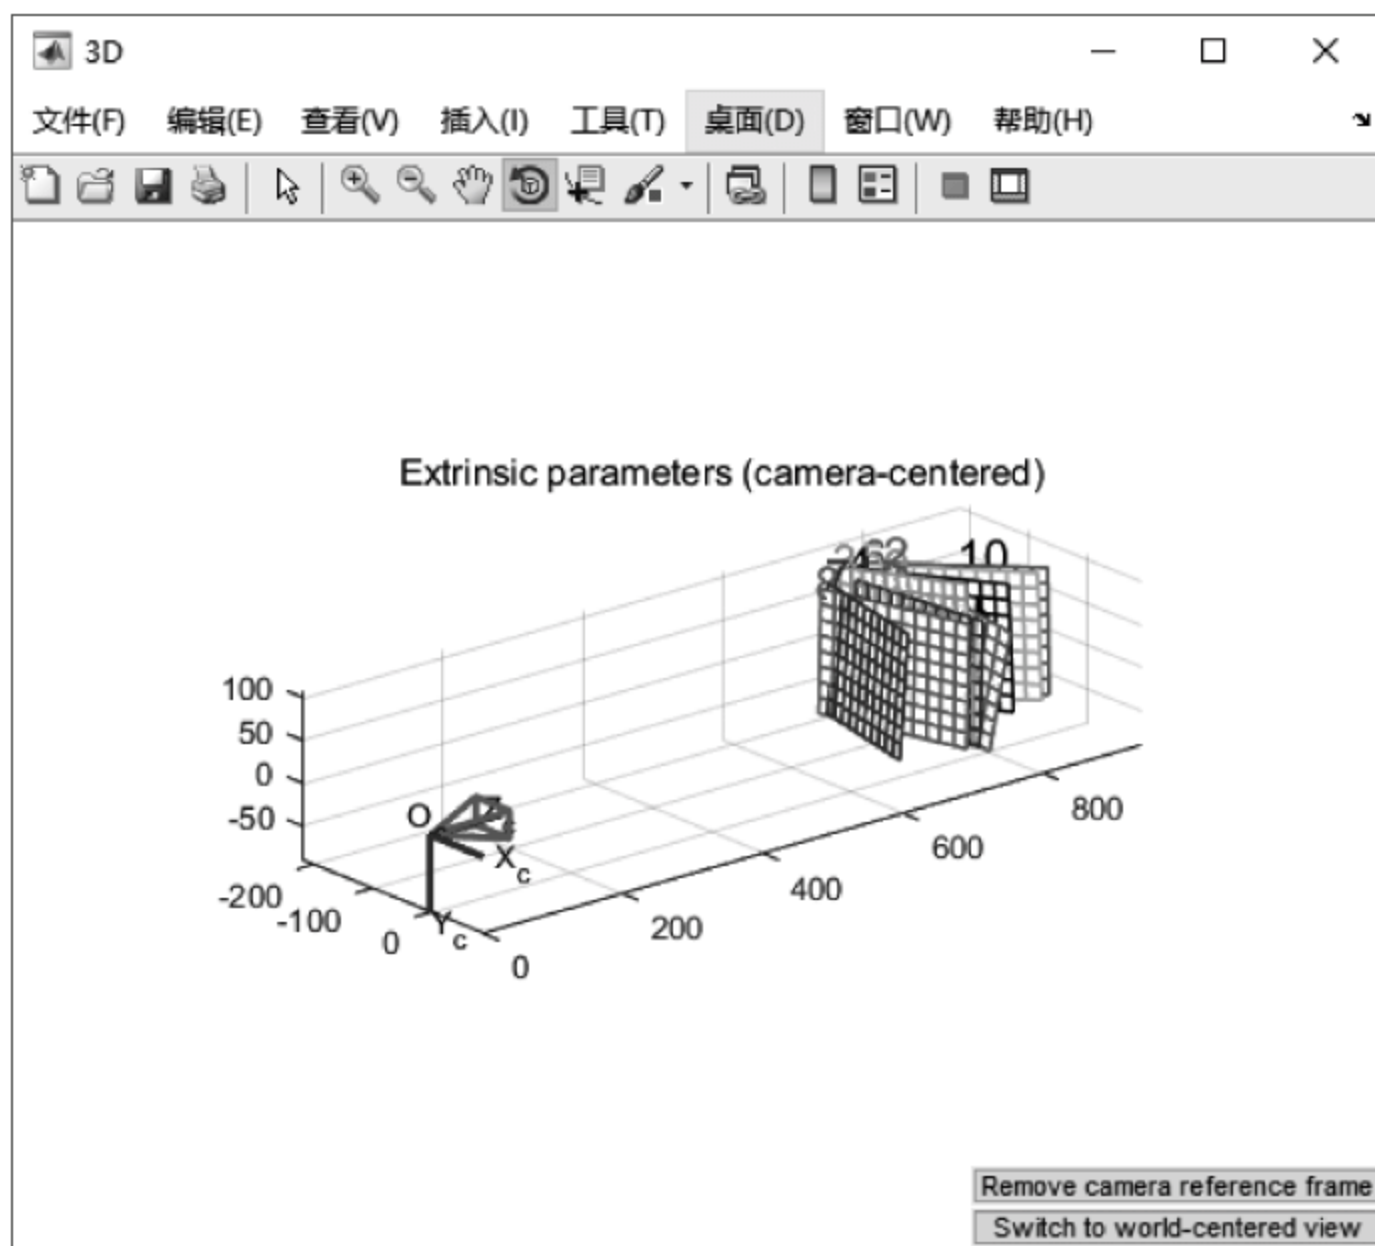 3D
文件(F) 编辑(E) 查看(V) 插入(I) 工具(T) 桌面(D) 窗口(W) 帮助(H)
Extrinsic parameters (camera-centered)
10
100
50
0
-50
-200
-100
0
O
Xc
Yc
0
200
400
600
800
Remove camera reference frame
Switch to world-centered view